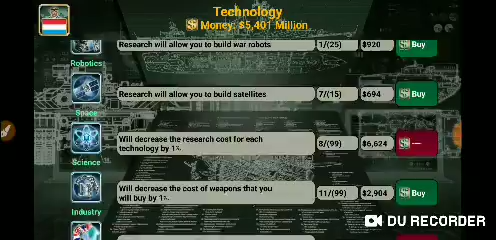 Technology
Money: $5,401 Million
Research will allow you to build war robots
1/(25)
$920
Buy
Robotics
Research will allow you to build satellites
7/(15)
$694
Buy
Space
Will decrease the research cost for each
technology by 1%.
8/(99)
$6,624
---
Science
Will decrease the cost of weapons that you
will buy by 1%.
11/(99)
$2,904
Buy
Industry
DU RECORDER